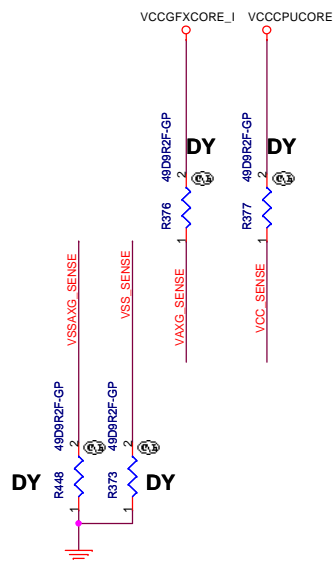 VCCGFXCORE_I
VCCCPUCORE
49D9R2F-GP
DY
2
R376
1
VAXG_SENSE
49D9R2F-GP
DY
2
R377
1
VCC_SENSE
VSSAXG_SENSE
49D9R2F-GP
2
DY
R448
1
VSS_SENSE
49D9R2F-GP
2
R373
DY
1